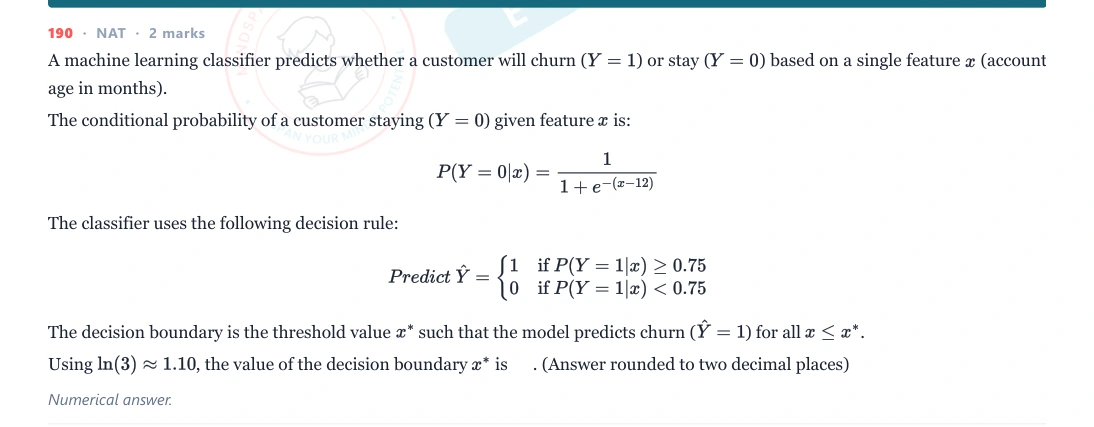 190 · NAT · 2 marks
A machine learning classifier predicts whether a customer will churn (Y = 1) or stay (Y = 0) based on a single feature x (account
age in months).
The conditional probability of a customer staying (Y = 0) given feature x is:
P(Y = 0|x) = 1 / (1 + e^{-(x-12)})
The classifier uses the following decision rule:
Predict Ŷ = { 1 if P(Y = 1|x) ≥ 0.75
0 if P(Y = 1|x) < 0.75
The decision boundary is the threshold value x* such that the model predicts churn (Ŷ = 1) for all x ≤ x*.
Using ln(3) ≈ 1.10, the value of the decision boundary x* is . (Answer rounded to two decimal places)
Numerical answer.